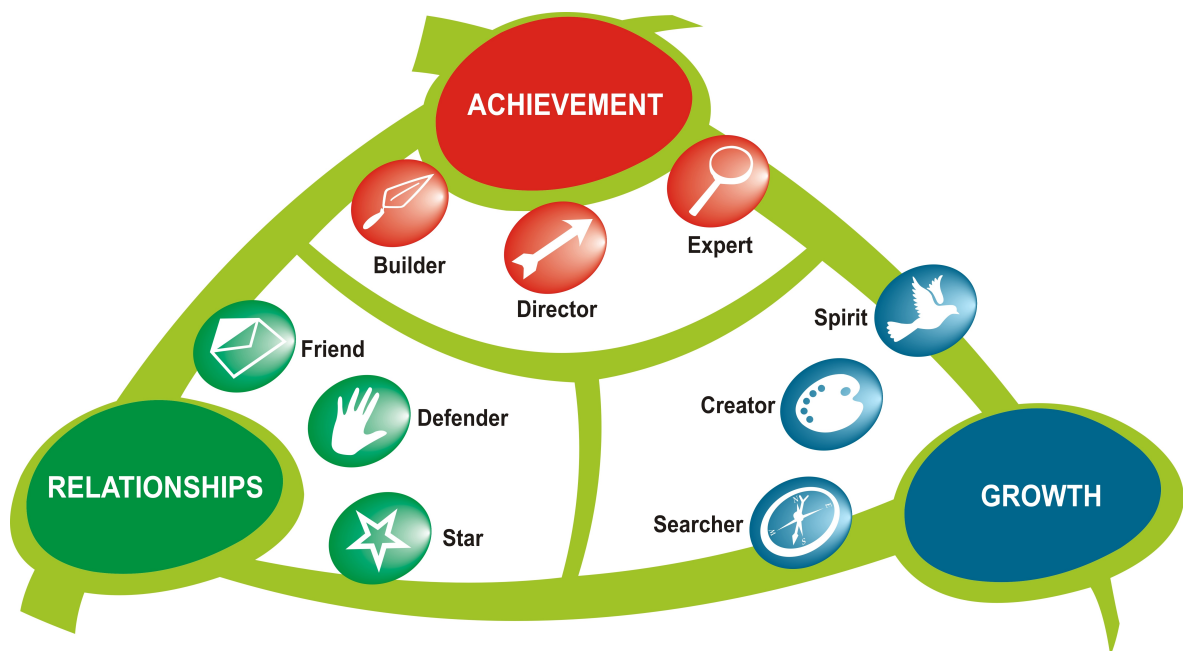 ACHIEVEMENT
Builder
Director
Expert
Friend
Defender
Star
RELATIONSHIPS
Spirit
Creator
Searcher
GROWTH
N
E
S
W